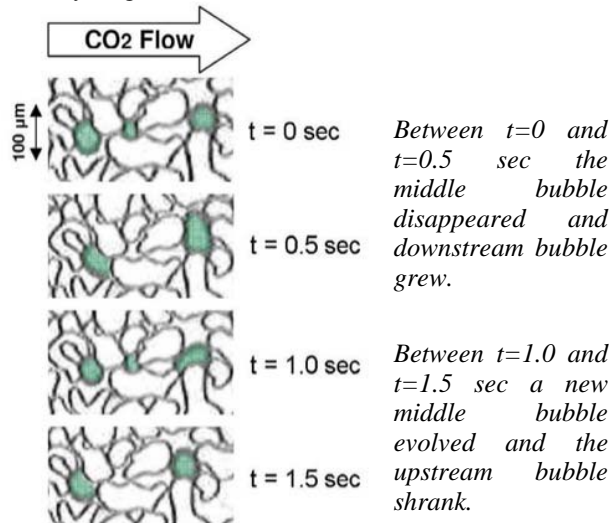 CO2 Flow
100 µm
t = 0 sec
Between t=0 and
t=0.5 sec the
middle bubble
disappeared and
downstream bubble
grew.
t = 0.5 sec
t = 1.0 sec
Between t=1.0 and
t=1.5 sec a new
middle bubble
evolved and the
upstream bubble
shrank.
t = 1.5 sec